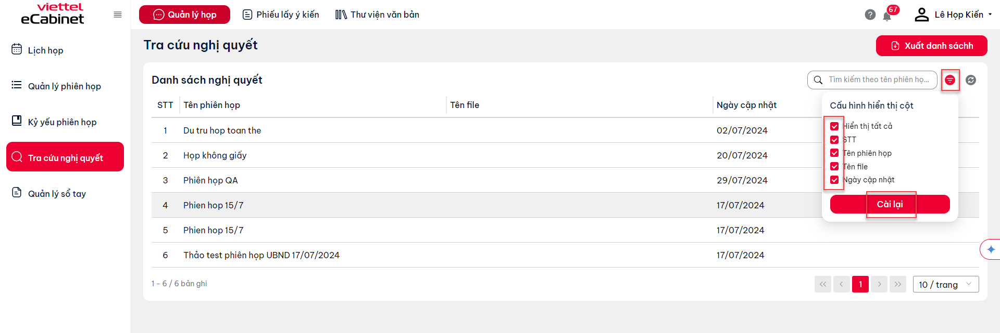 viettel
eCabinet
Quản lý họp
Phiếu lấy ý kiến
Thư viện văn bản
?
67
Lê Họp Kiến
Lịch họp
Quản lý phiên họp
Kỷ yếu phiên họp
Tra cứu nghị quyết
Quản lý sổ tay
Tra cứu nghị quyết
Xuất danh sáchh
Danh sách nghị quyết
Tìm kiếm theo tên phiên họ...
STT Tên phiên họp Tên file Ngày cập nhật
1 Du tru hop toan the 02/07/2024
2 Họp không giấy 20/07/2024
3 Phiên họp QA 29/07/2024
4 Phien hop 15/7 17/07/2024
5 Phien hop 15/7 17/07/2024
6 Thảo test phiên họp UBND 17/07/2024 17/07/2024
Cấu hình hiển thị cột
Hiển thị tất cả
STT
Tên phiên họp
Tên file
Ngày cập nhật
Cài lại
1 - 6 / 6 bản ghi
<< < 1 > >>
10 / trang